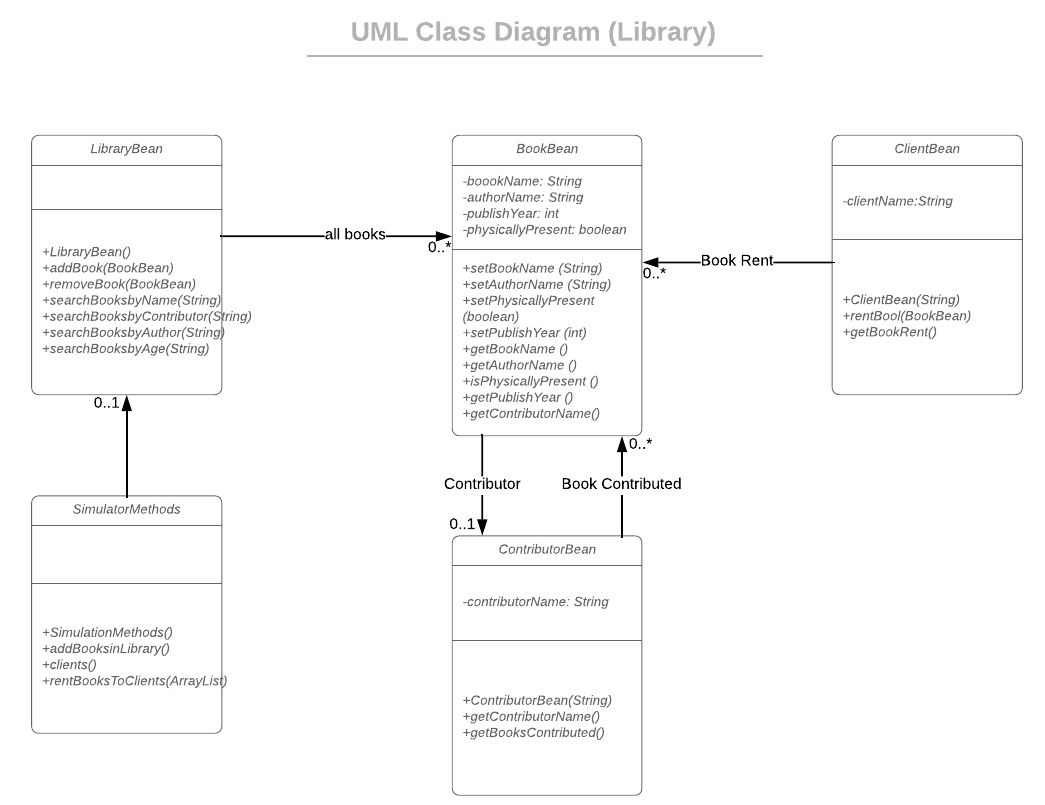 UML Class Diagram (Library)
LibraryBean
+LibraryBean()
+addBook(BookBean)
+removeBook(BookBean)
+searchBooksbyName(String)
+searchBooksbyContributor(String)
+searchBooksbyAuthor(String)
+searchBooksbyAge(String)
all books
0..*
BookBean
-boookName: String
-authorName: String
-publishYear: int
-physicallyPresent: boolean
+setBookName (String)
+setAuthorName (String)
+setPhysicallyPresent
(boolean)
+setPublishYear (int)
+getBookName ()
+getAuthorName ()
+isPhysicallyPresent ()
+getPublishYear ()
+getContributorName()
Book Rent
0..*
ClientBean
-clientName:String
+ClientBean(String)
+rentBool(BookBean)
+getBookRent()
0..1
SimulatorMethods
+SimulationMethods()
+addBooksinLibrary()
+clients()
+rentBooksToClients(ArrayList)
Contributor
0..1
0..*
Book Contributed
ContributorBean
-contributorName: String
+ContributorBean(String)
+getContributorName()
+getBooksContributed()